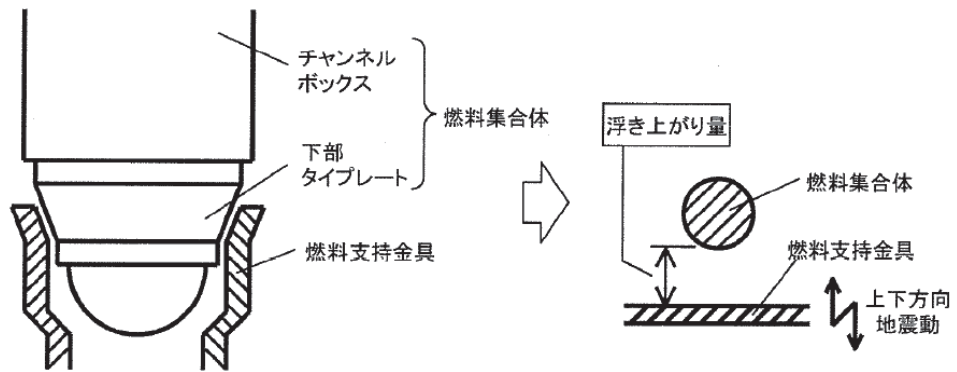 チャンネル
ボックス
燃料集合体
下部
タイプレート
燃料支持金具
浮き上がり量
燃料集合体
燃料支持金具
上下方向
地震動